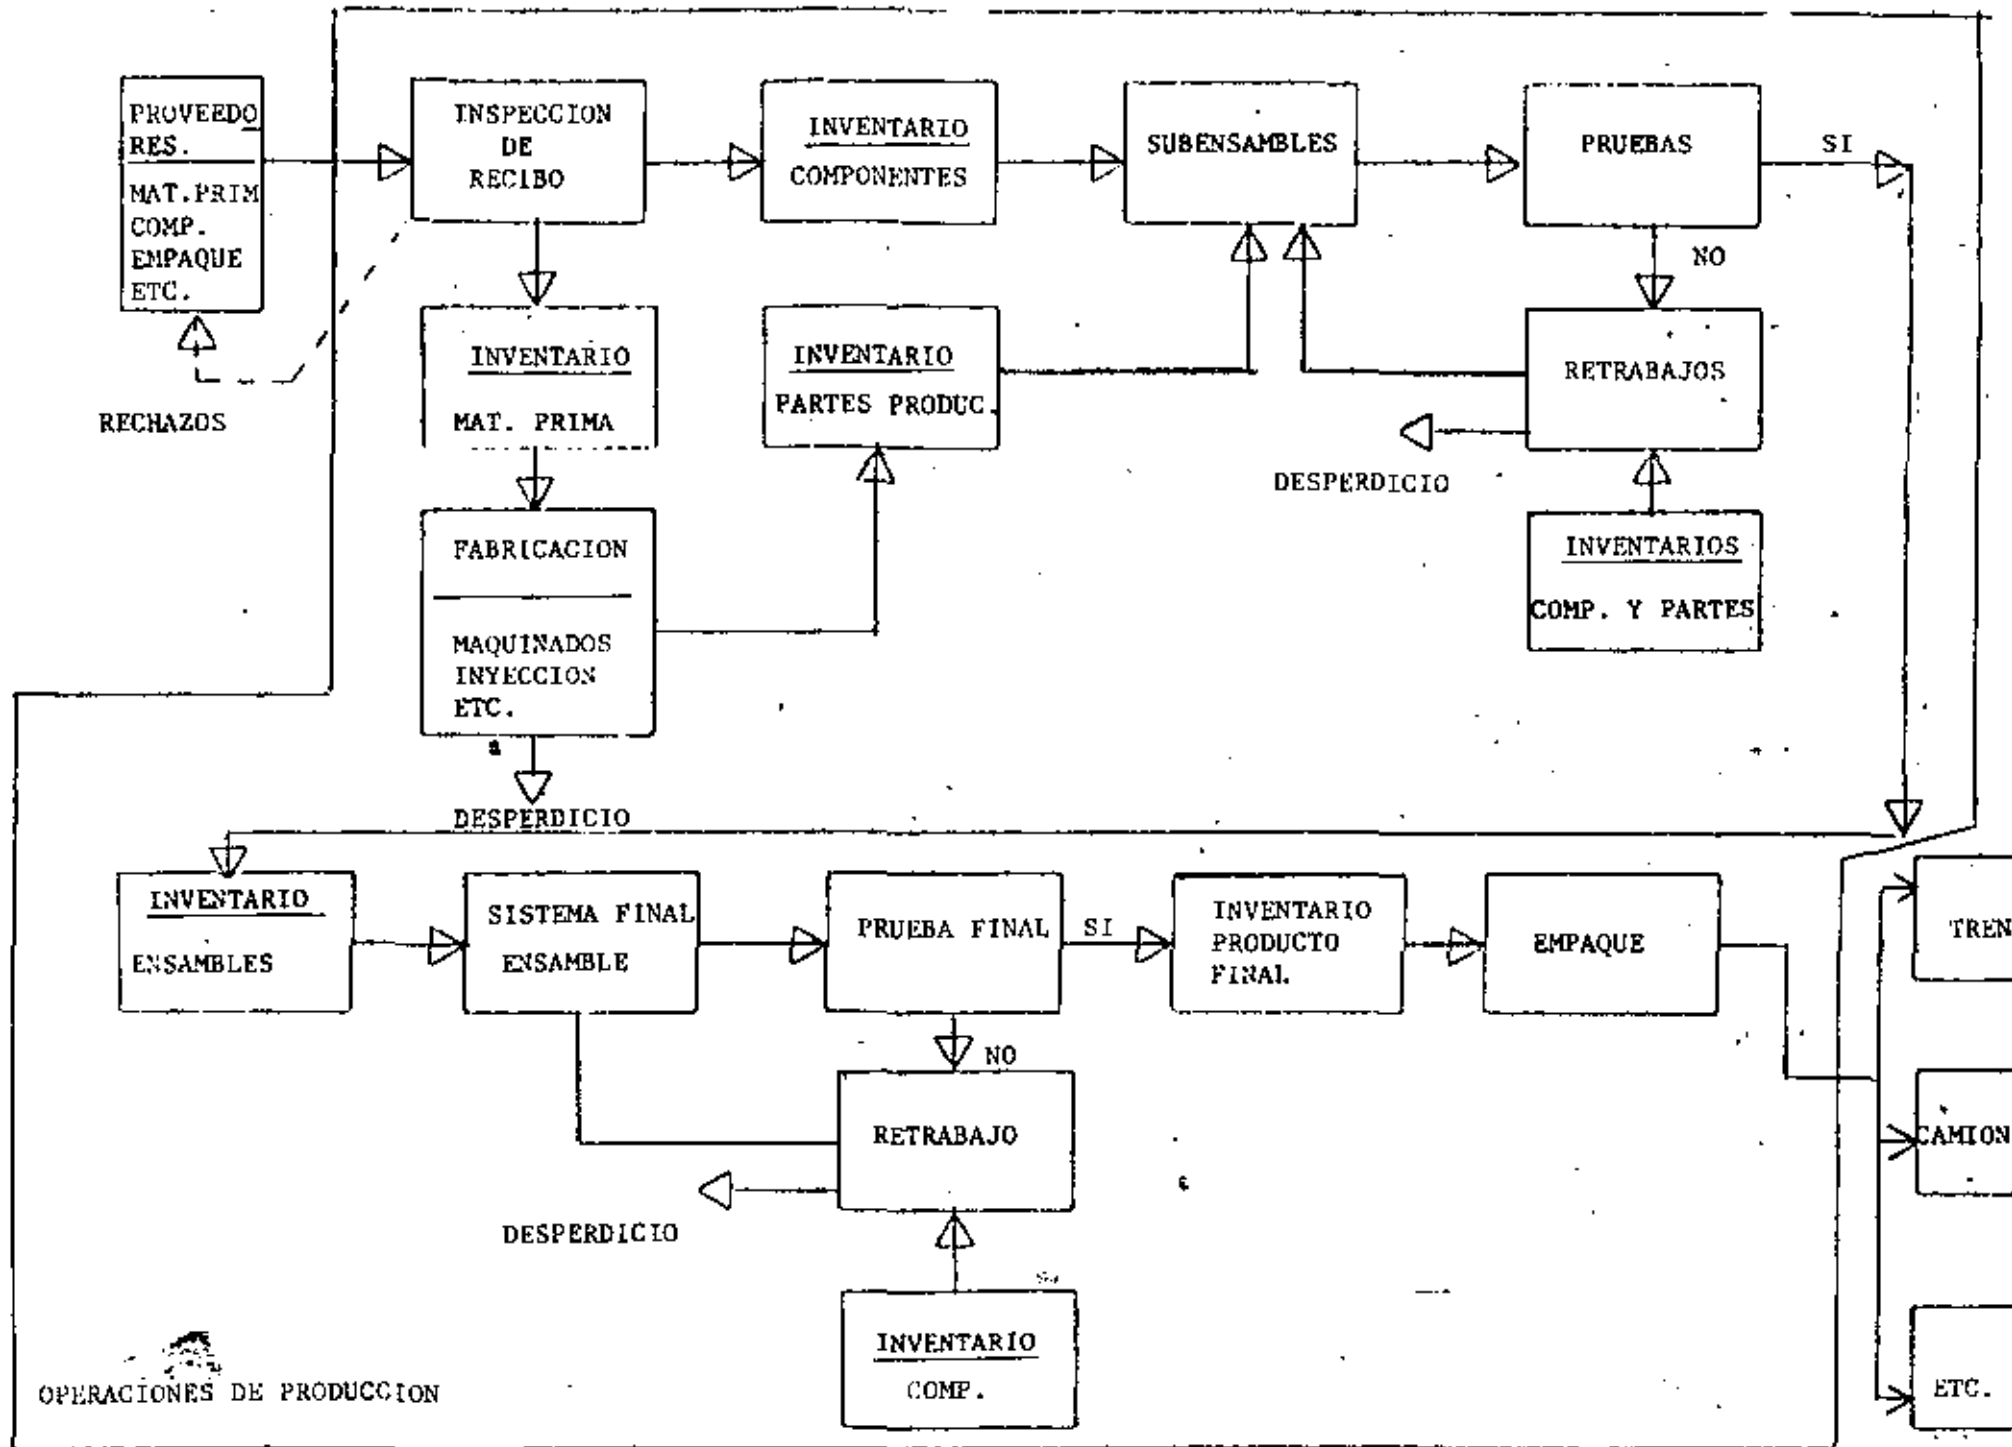 PROVEEDO
RES.
MAT.PRIM
COMP.
EMPAQUE
ETC.
RECHAZOS
INSPECCION
DE
RECIBO
INVENTARIO
COMPONENTES
SUBENSAMBLES
PRUEBAS
SI
NO
INVENTARIO
MAT. PRIMA
INVENTARIO
PARTES PRODUC.
RETRABAJOS
DESPERDICIO
INVENTARIOS
COMP. Y PARTES
FABRICACION
MAQUINADOS
INYECCION
ETC.
DESPERDICIO
INVENTARIO
ENSAMBLES
SISTEMA FINAL
ENSAMBLE
PRUEBA FINAL
SI
INVENTARIO
PRODUCTO
FINAL
EMPAQUE
TREN
NO
RETRABAJO
CAMION
DESPERDICIO
INVENTARIO
COMP.
ETC.
OPERACIONES DE PRODUCCION